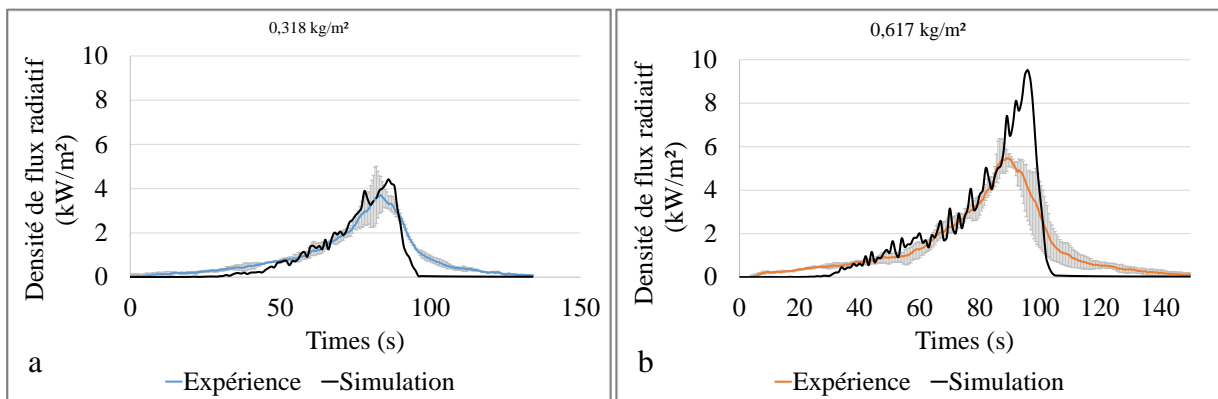 0,318 kg/m²
Densité de flux radiatif
(kW/m²)
10
8
6
4
2
0
0 50 100 150
Times (s)
a
Expérience Simulation
0,617 kg/m²
Densité de flux radiaitf
(kW/m²)
10
8
6
4
2
0
0 20 40 60 80 100 120 140
Times (s)
b
Expérience Simulation